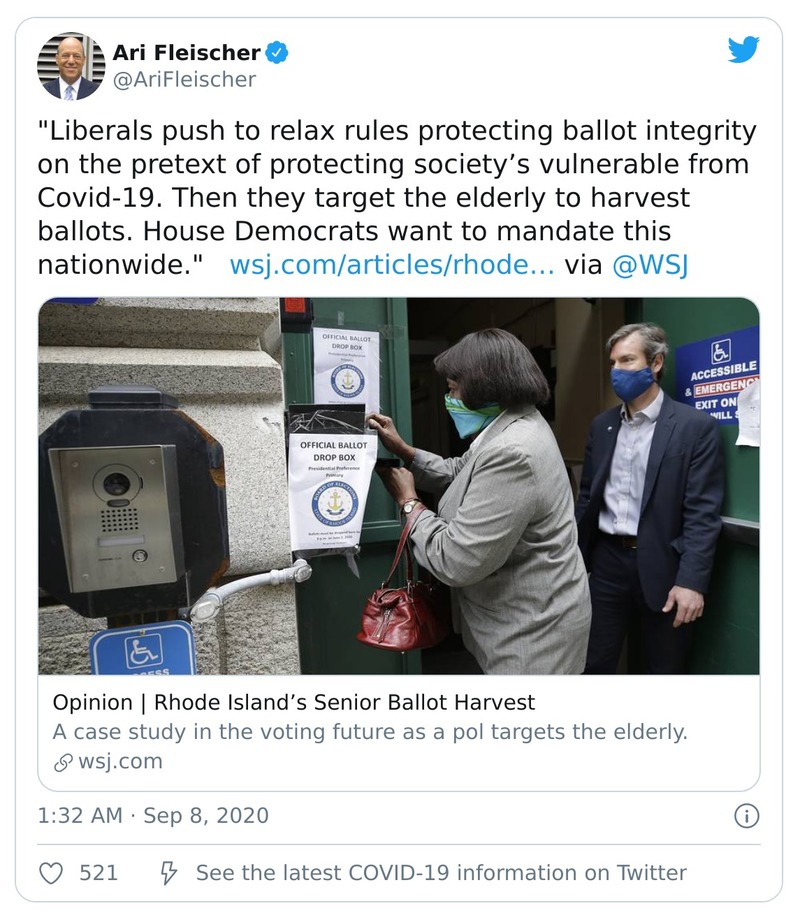 Ari Fleischer
@AriFleischer
"Liberals push to relax rules protecting ballot integrity
on the pretext of protecting society’s vulnerable from
Covid-19. Then they target the elderly to harvest
ballots. House Democrats want to mandate this
nationwide." wsj.com/articles/rhode… via @WSJ
OFFICIAL BALLOT
DROP BOX
Presidential Preference
Primary
OFFICIAL BALLOT
DROP BOX
Presidential Preference
Primary
ACCESSIBLE
& EMERGENCY
EXIT ON
WILL S
Opinion | Rhode Island’s Senior Ballot Harvest
A case study in the voting future as a pol targets the elderly.
wsj.com
1:32 AM · Sep 8, 2020
521
See the latest COVID-19 information on Twitter